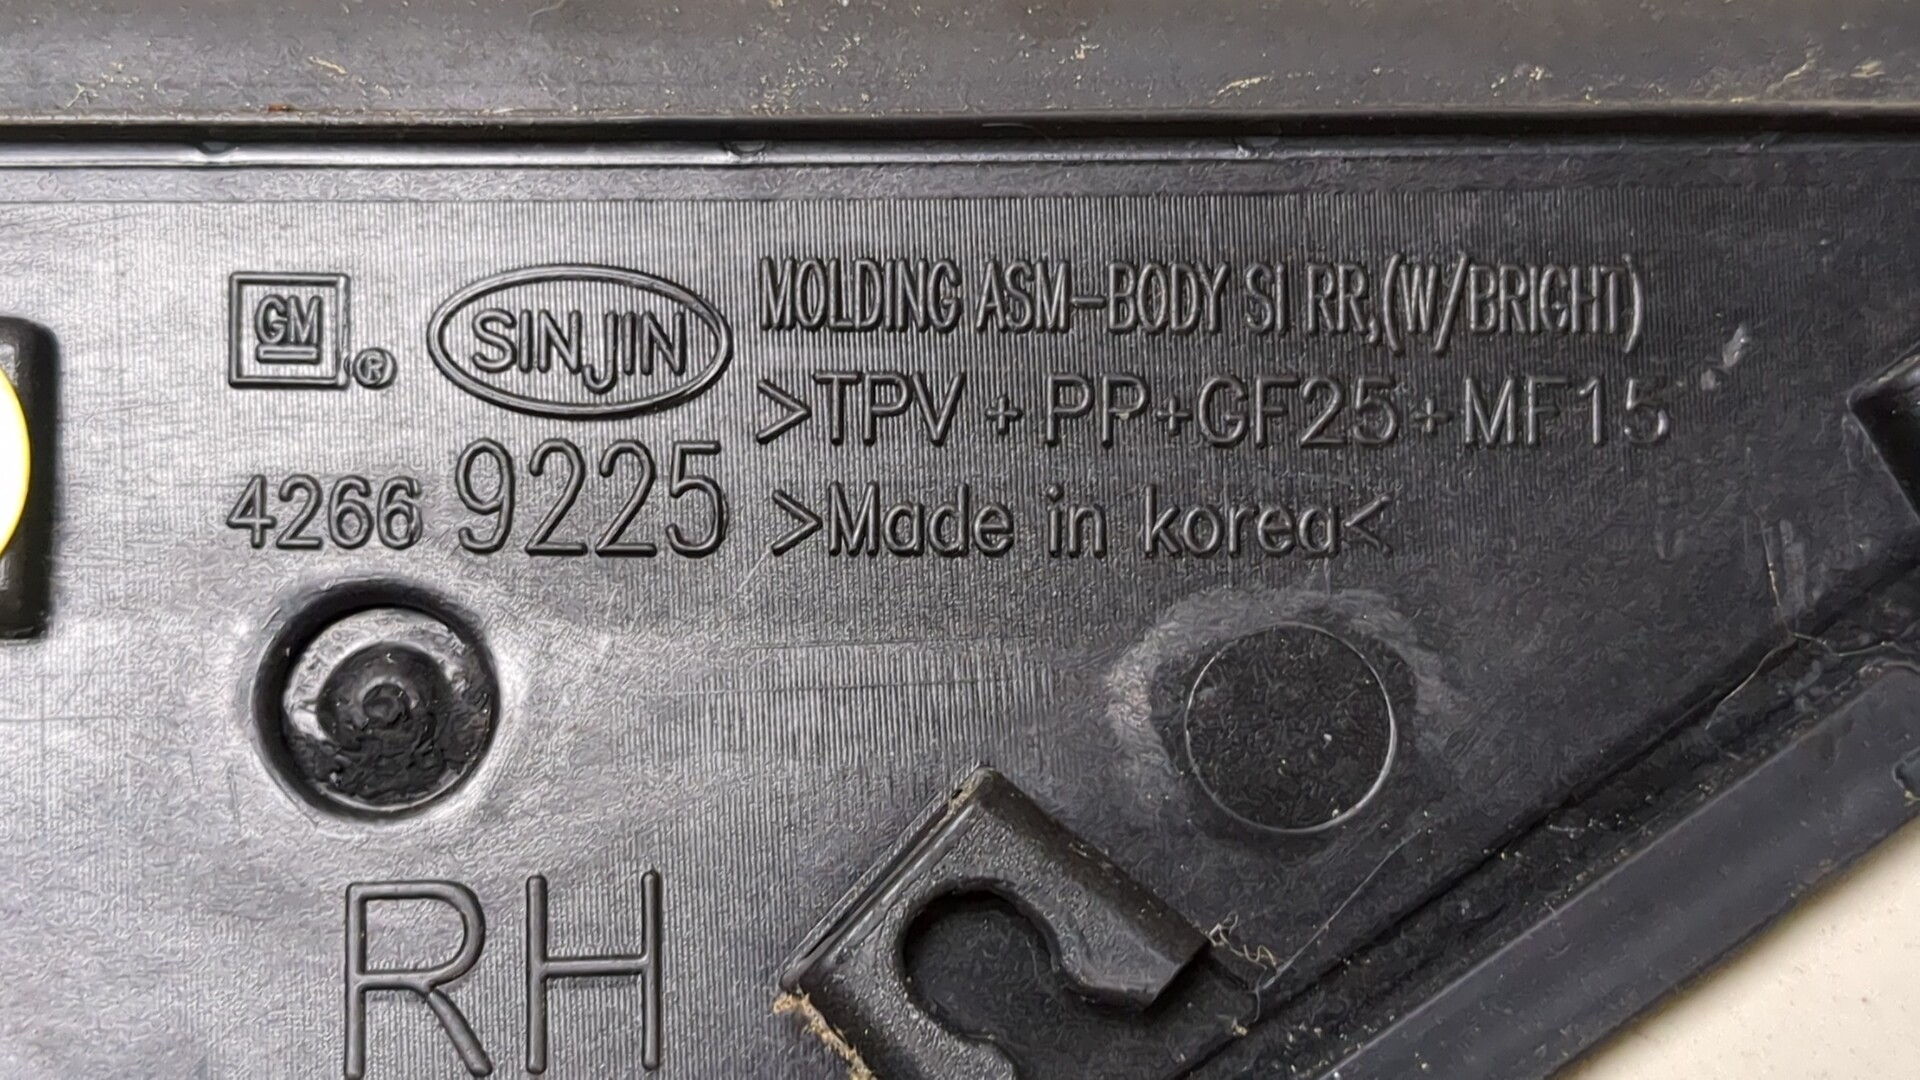 GM ® SINJIN MOLDING ASM-BODY SI RR,(W/BRIGHT)
>TPV+PP+GF25+MF15
4266 9225 >Made in korea<
RH